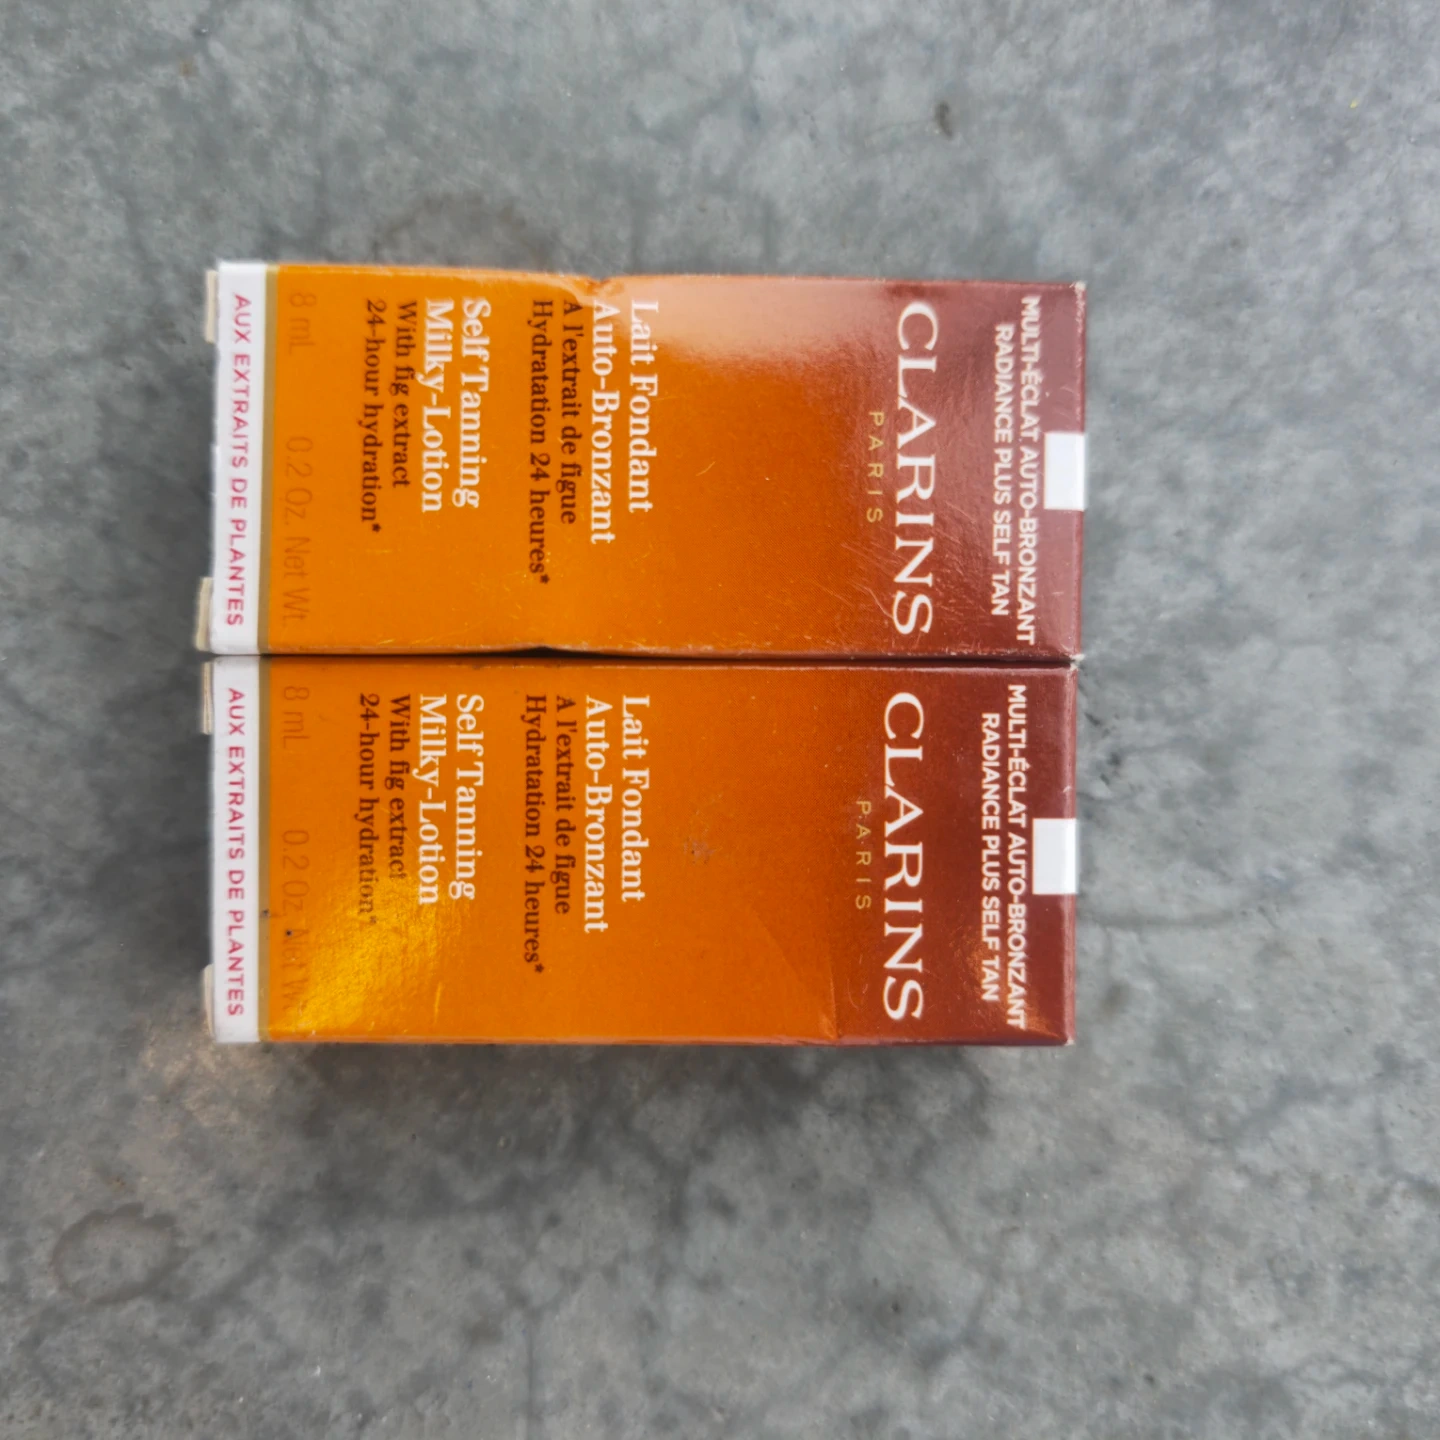 MULTI-ÉCLAT AUTO-BRONZANT
RADIANCE PLUS SELF TAN
CLARINS
PARIS
Lait Fondant
Auto-Bronzant
A l'extrait de figue
Hydratation 24 heures*
Self Tanning
Milky-Lotion
With fig extract
24-hour hydration*
8 mL 0.2 Oz. Net Wt.
AUX EXTRAITS DE PLANTES
MULTI-ÉCLAT AUTO-BRONZANT
RADIANCE PLUS SELF TAN
CLARINS
PARIS
Lait Fondant
Auto-Bronzant
A l'extrait de figue
Hydratation 24 heures*
Self Tanning
Milky-Lotion
With fig extract
24-hour hydration*
8 mL 0.2 Oz. Net Wt.
AUX EXTRAITS DE PLANTES